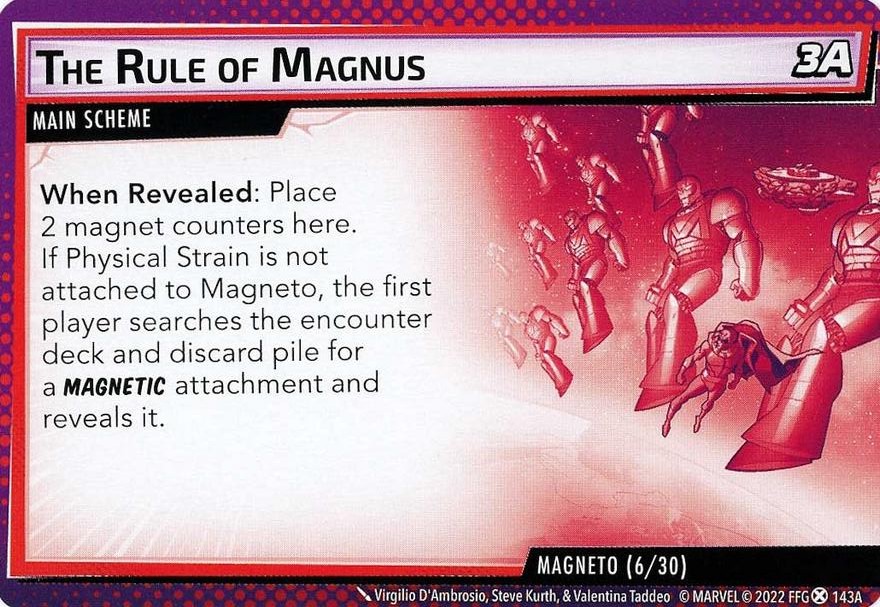 THE RULE OF MAGNUS
3A
MAIN SCHEME
When Revealed: Place
2 magnet counters here.
If Physical Strain is not
attached to Magneto, the first
player searches the encounter
deck and discard pile for
a MAGNETIC attachment and
reveals it.
MAGNETO (6/30)
Virgilio D'Ambrosio, Steve Kurth, & Valentina Taddeo © MARVEL © 2022 FFG 143A